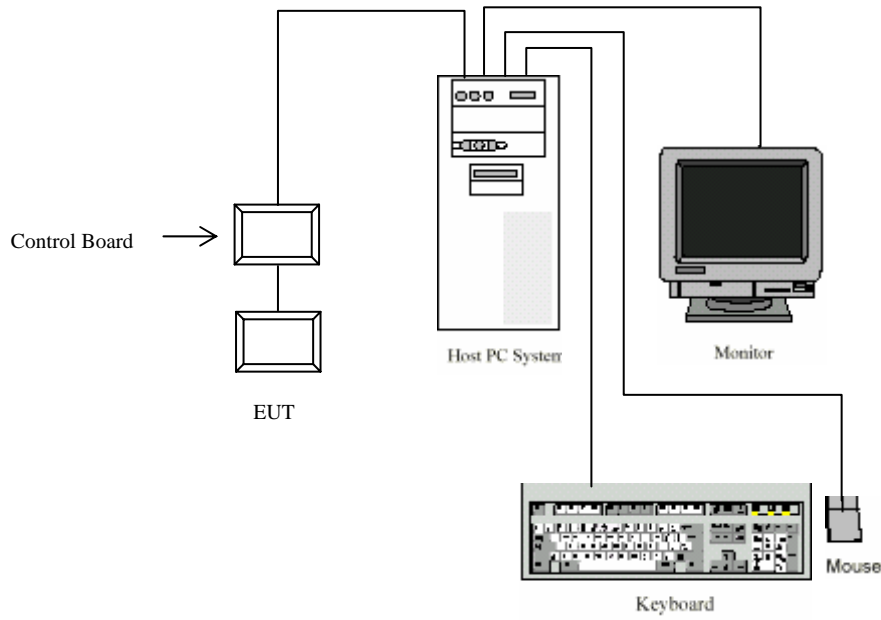 Control Board
Host PC System
Monitor
EUT
Mouse
Keyboard